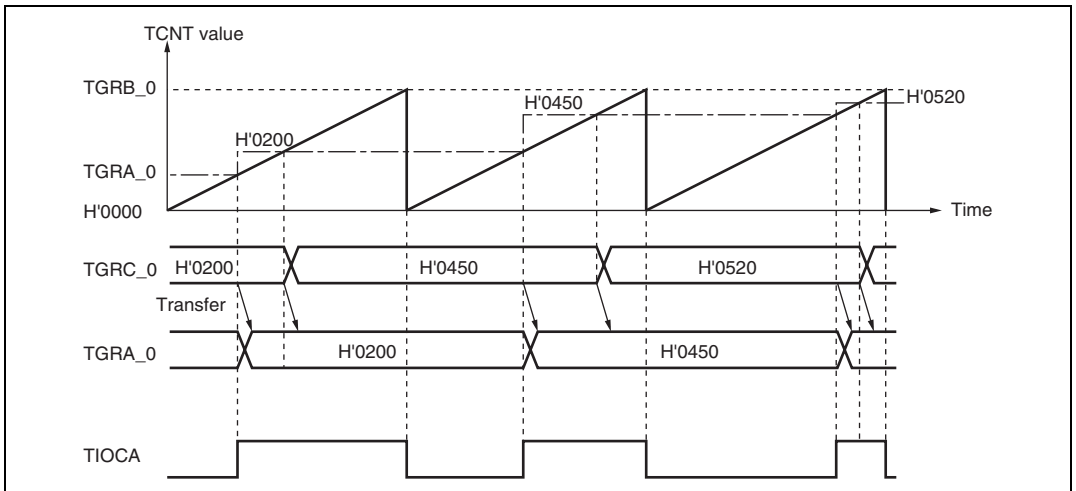 TCNT value
TGRB_0
H'0520
H'0450
H'0200
TGRA_0
H'0000
Time
TGRC_0
H'0200
H'0450
H'0520
Transfer
TGRA_0
H'0200
H'0450
TIOCA